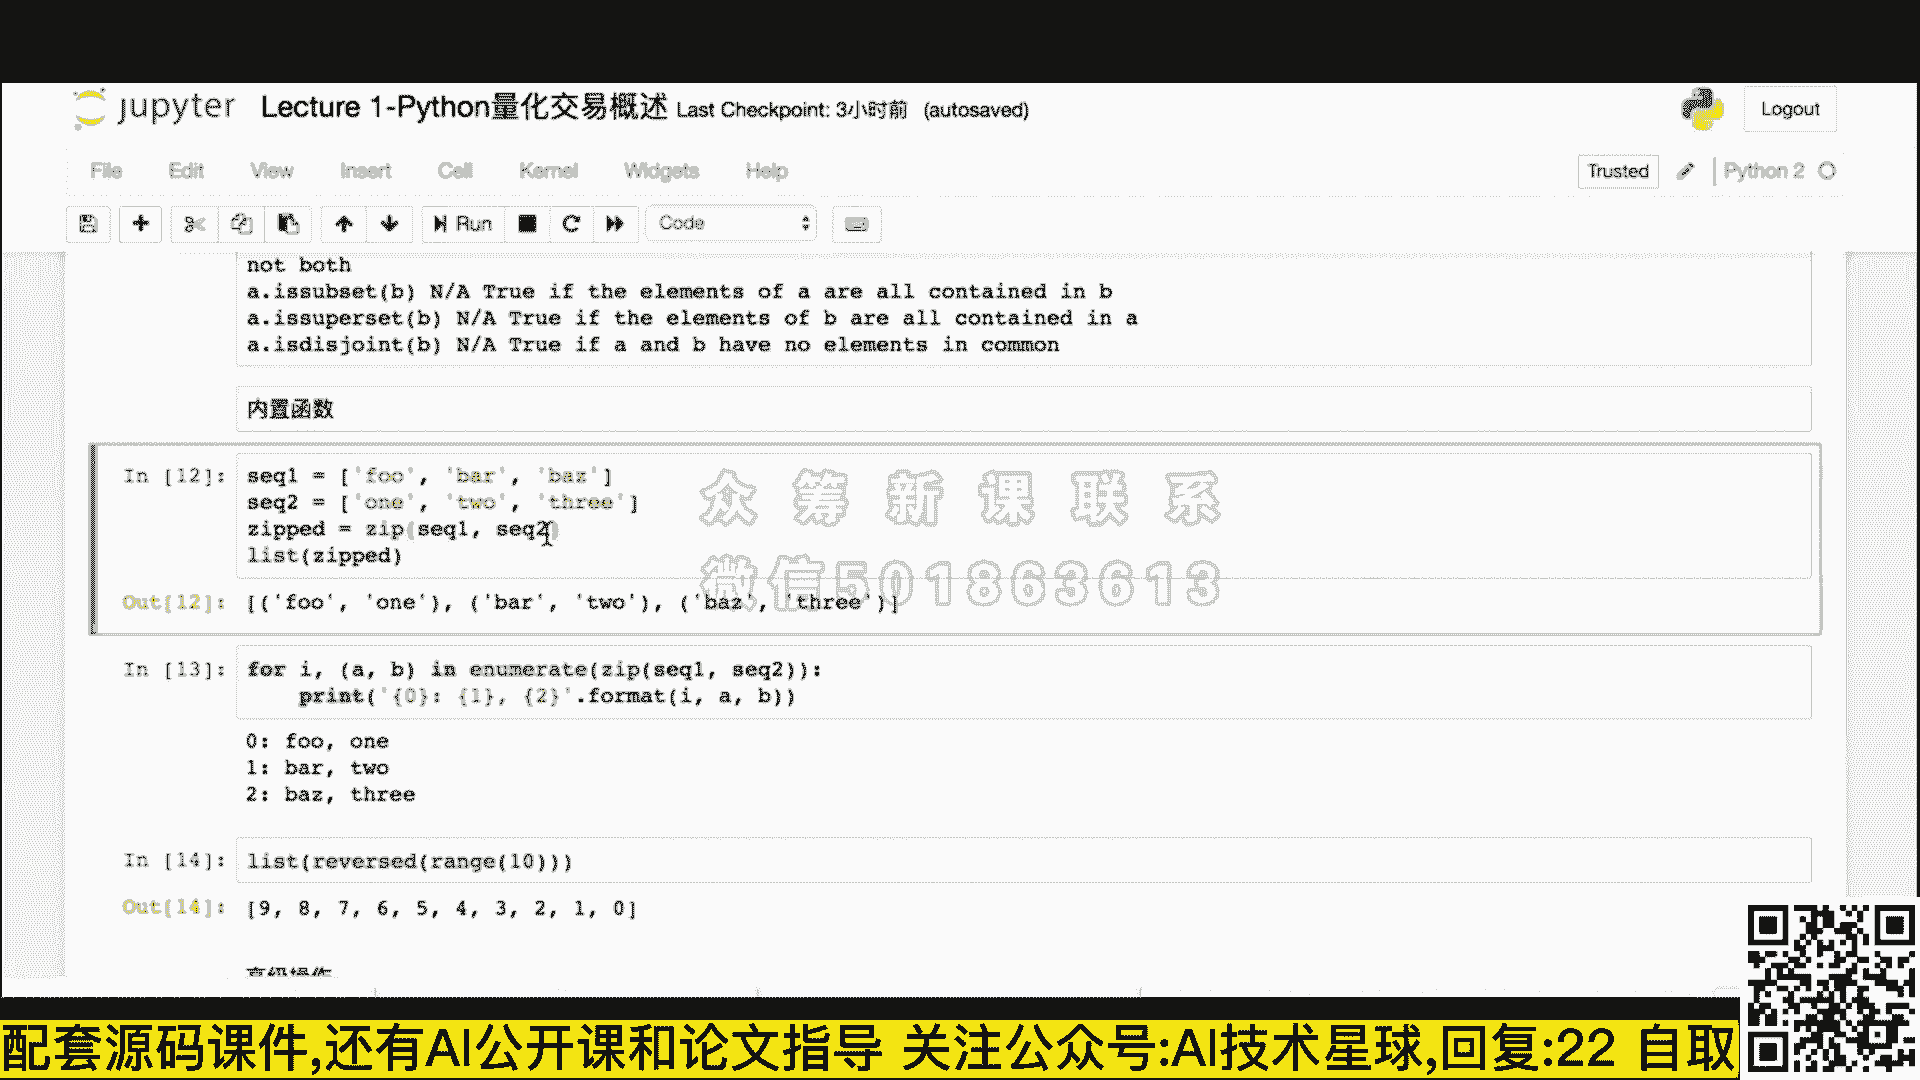 jupyter Lecture 1-Python量化交易概述 Last Checkpoint: 3小时前 (autosaved)
Logout
File Edit View Insert Cell Kernel Widgets Help
Trusted
Python 2
Run
Code
not both
a.issubset(b) N/A True if the elements of a are all contained in b
a.issuperset(b) N/A True if the elements of b are all contained in a
a.isdisjoint(b) N/A True if a and b have no elements in common
内置函数
In [12]: seq1 = ['foo', 'bar', 'baz']
seq2 = ['one', 'two', 'three']
zipped = zip(seq1, seq2)
list(zipped)
Out[12]: [('foo', 'one'), ('bar', 'two'), ('baz', 'three')]
众筹新课联系
微信501863613
In [13]: for i, (a, b) in enumerate(zip(seq1, seq2)):
print('{0}: {1}, {2}'.format(i, a, b))
0: foo, one
1: bar, two
2: baz, three
In [14]: list(reversed(range(10)))
Out[14]: [9, 8, 7, 6, 5, 4, 3, 2, 1, 0]
配套源码课件,还有AI公开课和论文指导 关注公众号:AI技术星球,回复:22 自取